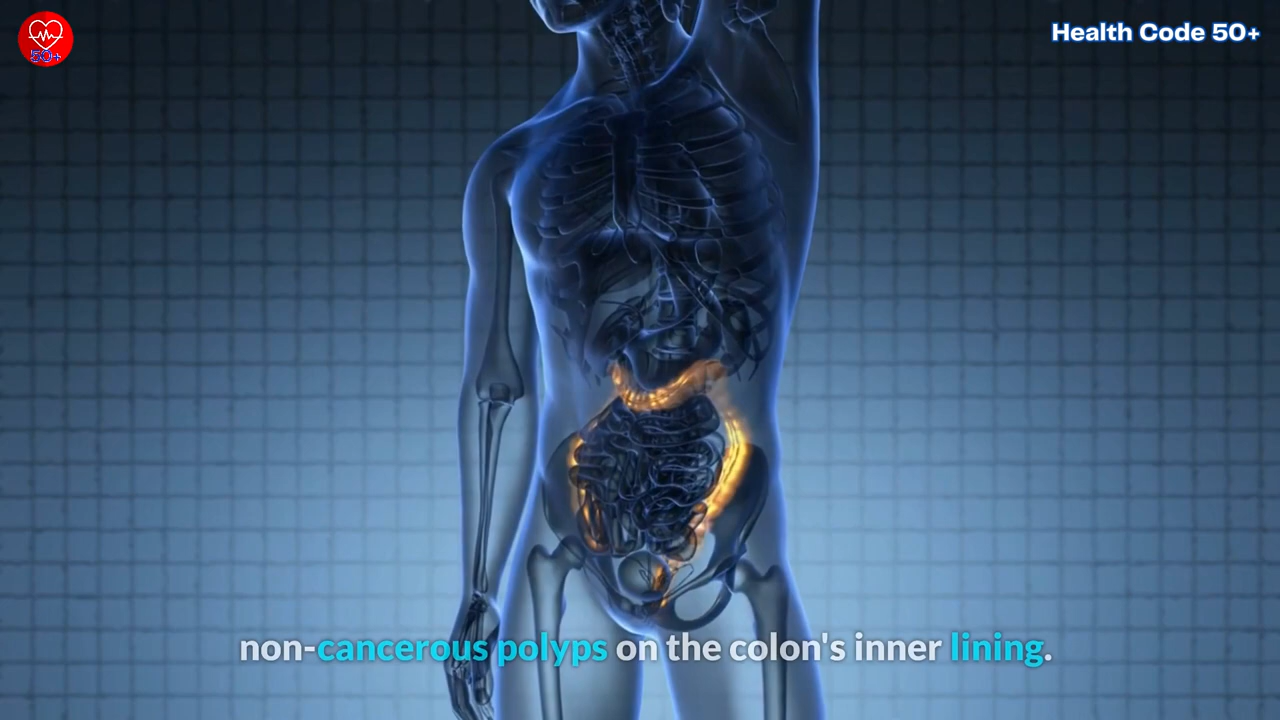 50+
Health Code 50+
non-cancerous polyps on the colon's inner lining.